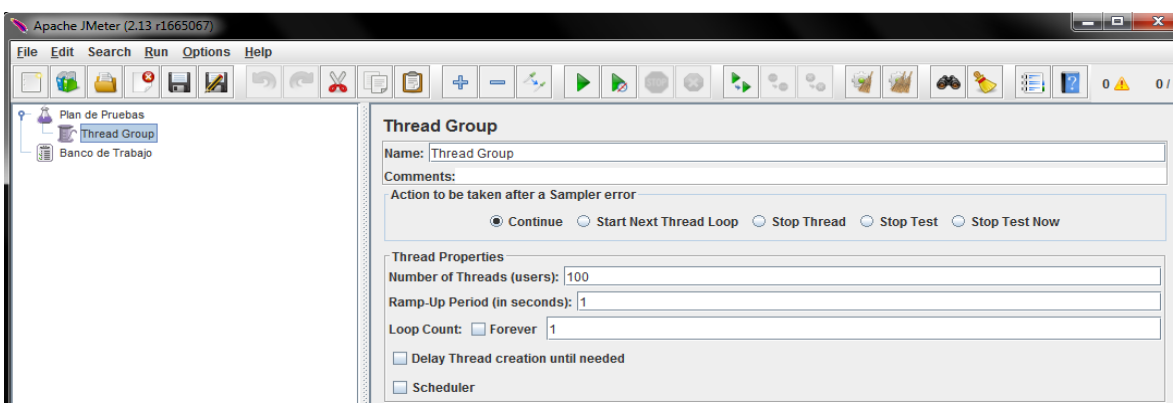 Apache JMeter (2.13 r1665067)
File Edit Search Run Options Help
STOP
0
0/
Plan de Pruebas
Thread Group
Banco de Trabajo
Thread Group
Name: Thread Group
Comments:
Action to be taken after a Sampler error
Continue Start Next Thread Loop Stop Thread Stop Test Stop Test Now
Thread Properties
Number of Threads (users): 100
Ramp-Up Period (in seconds): 1
Loop Count: Forever 1
Delay Thread creation until needed
Scheduler